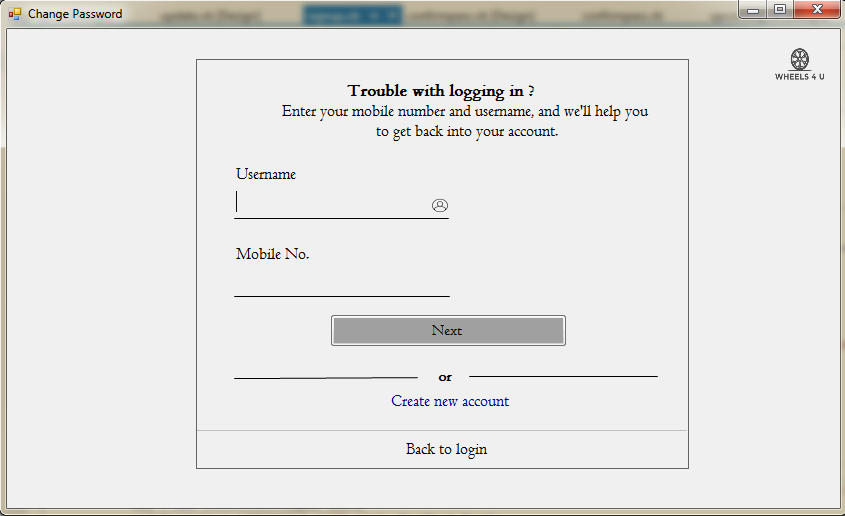 Change Password
WHEELS 4 U
Trouble with logging in ?
Enter your mobile number and username, and we'll help you
to get back into your account.
Username
Mobile No.
Next
or
Create new account
Back to login